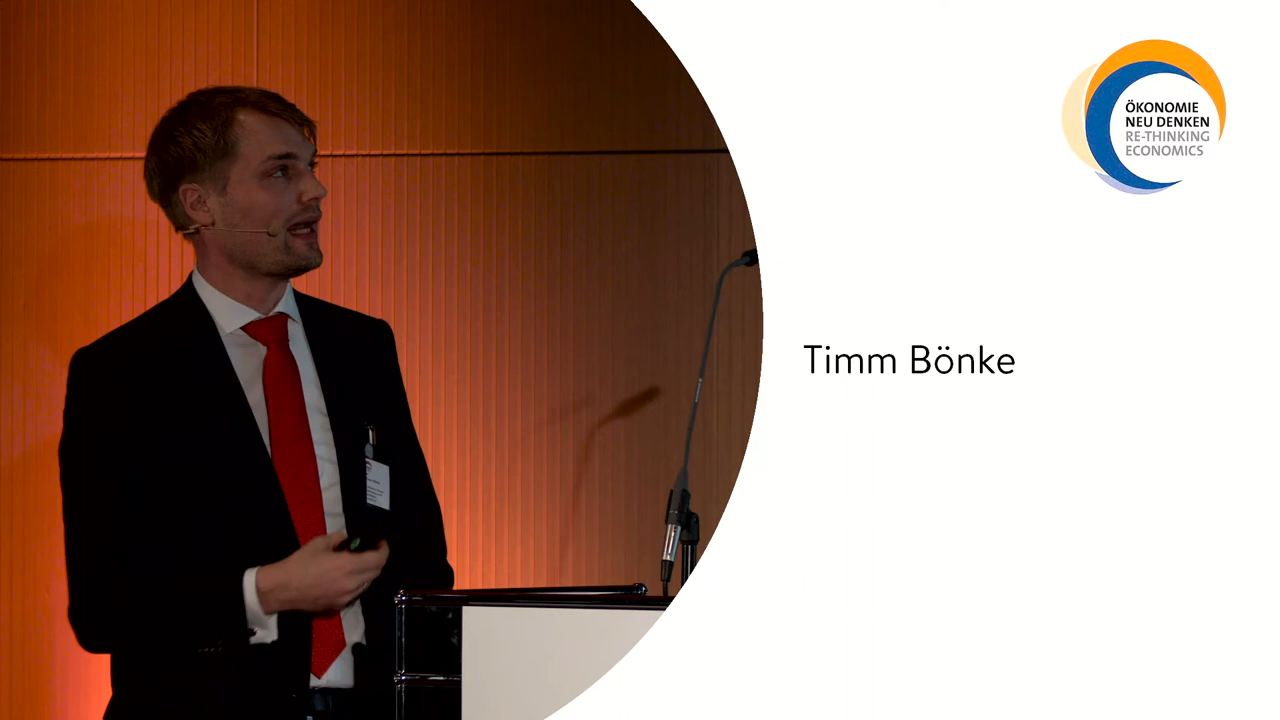 ÖKONOMIE
NEU DENKEN
RE-THINKING
ECONOMICS
Timm Bönke